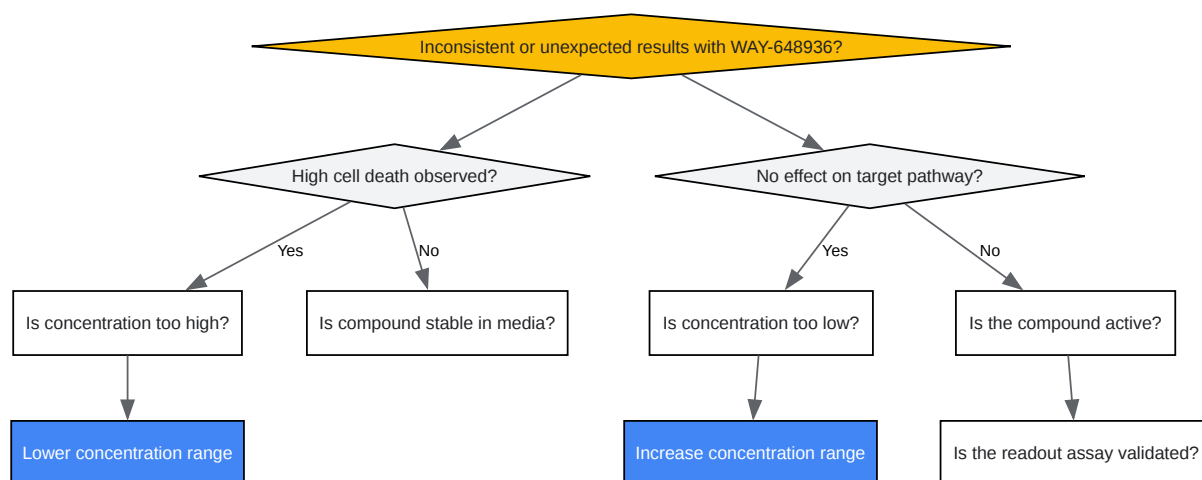 Inconsistent or unexpected results with WAY-648936?
High cell death observed?
No effect on target pathway?
Yes
No
Yes
No
Is concentration too high?
Is compound stable in media?
Is concentration too low?
Is the compound active?
Lower concentration range
Increase concentration range
Is the readout assay validated?